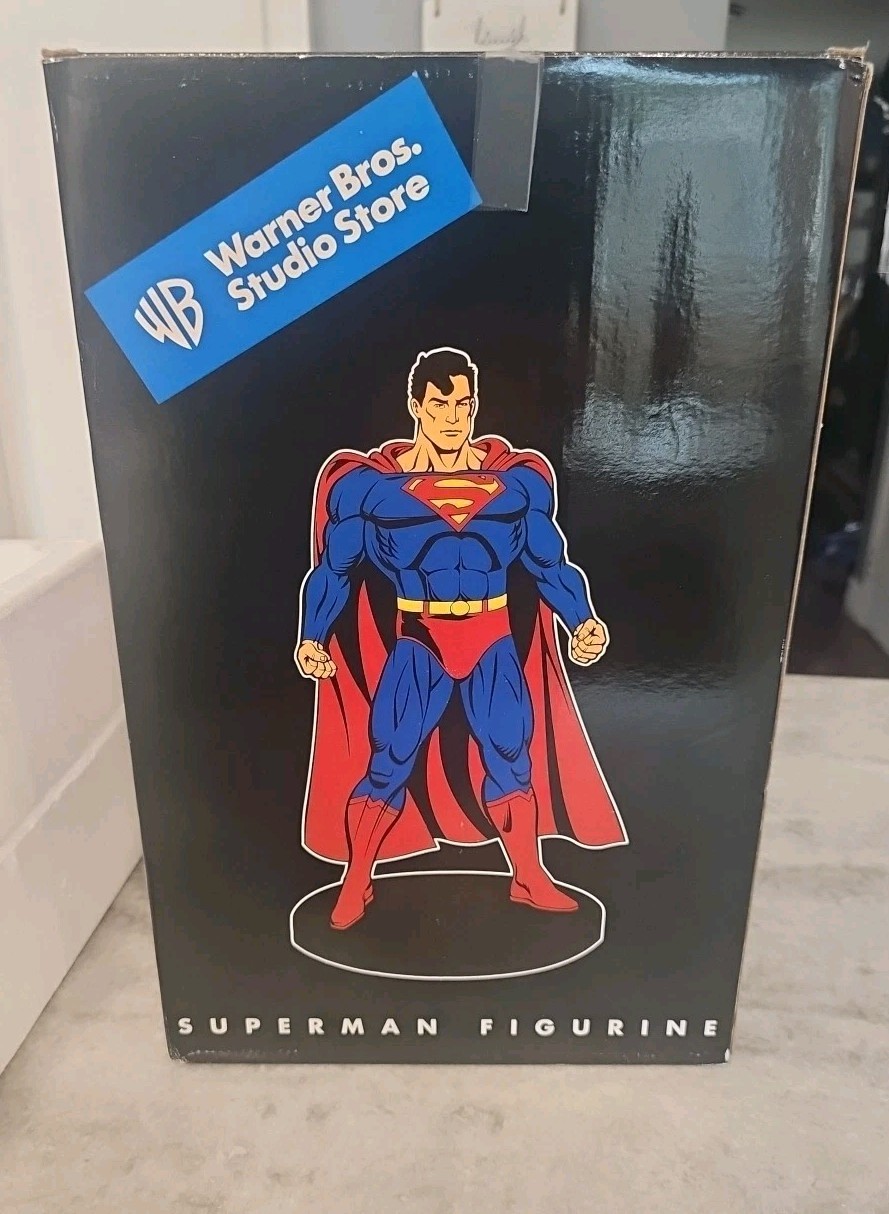 WB
Warner Bros.
Studio Store
S
SUPERMAN FIGURINE